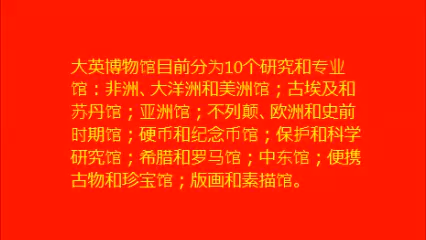 大英博物馆目前分为10个研究和专业
馆：非洲、大洋洲和美洲馆；古埃及和
苏丹馆；亚洲馆；不列颠、欧洲和史前
时期馆；硬币和纪念币馆；保护和科学
研究馆；希腊和罗马馆；中东馆；便携
古物和珍宝馆；版画和素描馆。